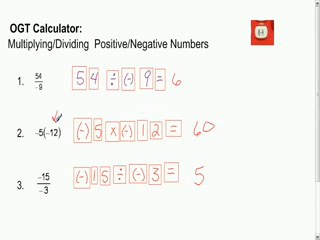 OGT Calculator:
Multiplying/Dividing Positive/Negative Numbers
(-)
1. 54/-9 5 4 ÷ (-) 9 = 6
2. -5(-12) (-) 5 x (-) 1 2 = 60
3. -15/-3 (-) 1 5 ÷ (-) 3 = 5